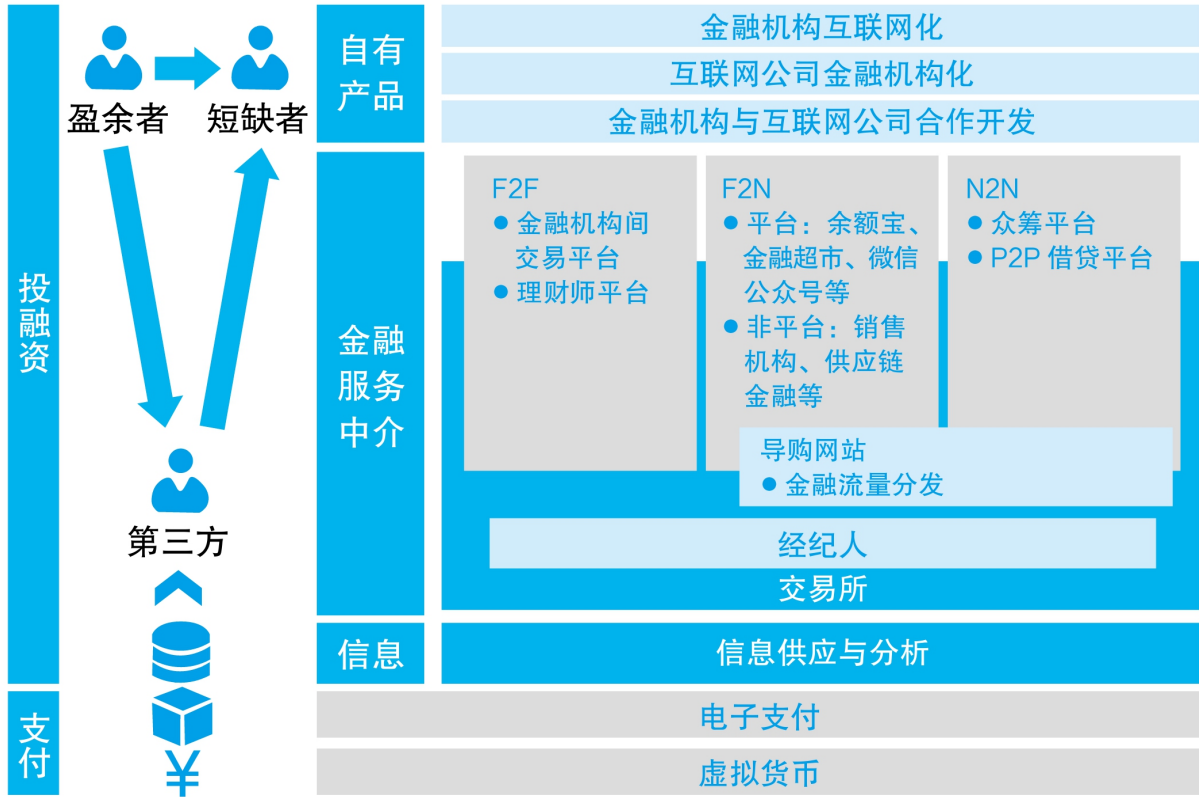 投融资
盈余者
短缺者
第三方
¥
支付
自有
产品
金融机构互联网化
互联网公司金融机构化
金融机构与互联网公司合作开发
金融
服务
中介
F2F
● 金融机构间
交易平台
● 理财师平台
F2N
● 平台：余额宝、
金融超市、微信
公众号等
● 非平台：销售
机构、供应链
金融等
N2N
● 众筹平台
● P2P 借贷平台
导购网站
● 金融流量分发
经纪人
交易所
信息
信息供应与分析
电子支付
虚拟货币